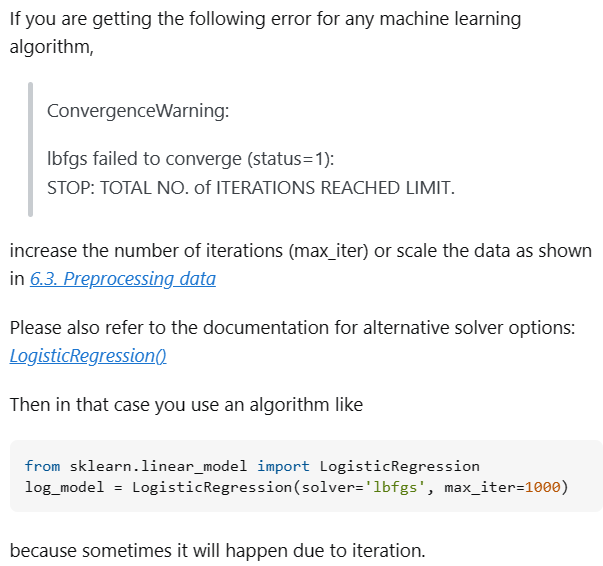 If you are getting the following error for any machine learning
algorithm,
ConvergenceWarning:
lbfgs failed to converge (status=1):
STOP: TOTAL NO. of ITERATIONS REACHED LIMIT.
increase the number of iterations (max_iter) or scale the data as shown
in 6.3. Preprocessing data
Please also refer to the documentation for alternative solver options:
LogisticRegression()
Then in that case you use an algorithm like
from sklearn.linear_model import LogisticRegression
log_model = LogisticRegression(solver='lbfgs', max_iter=1000)
because sometimes it will happen due to iteration.